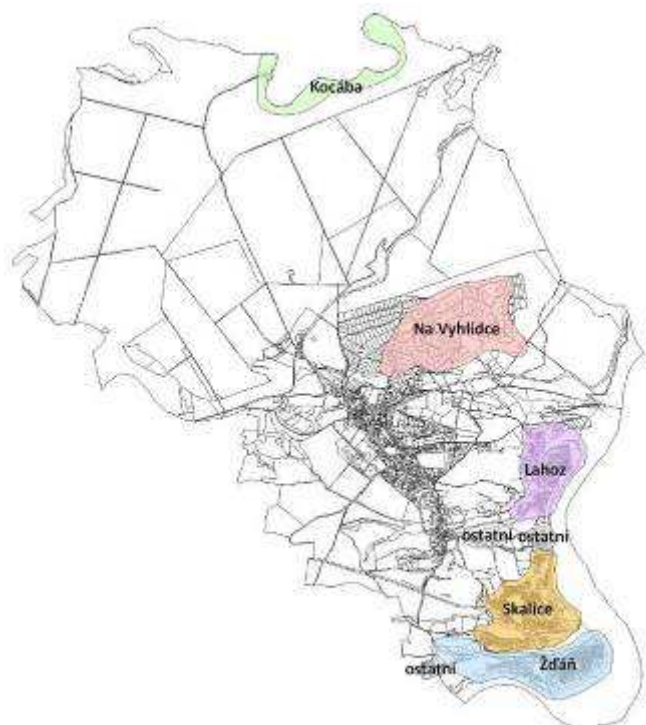 Kocába
Na Vyhlídce
Lahoz
ostatní ostatní
Skalice
ostatní Žďáň